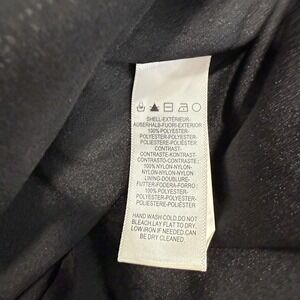 SHELL-EXTÉRIEUR-
AUSSERHALB-FUORI-EXTERIOR
100% POLYESTER-
POLYESTER-POLYESTER-
POLIESTERE-POLIÉSTER
CONTRAST-
CONTRASTE-KONTRAST-
CONTRASTO-CONTRASTE:
100% NYLON-NYLON-
NYLON-NYLON-NYLON
LINING-DOUBLURE-
FUTTER-FODERA-FORRO:
100% POLYESTER-
POLYESTER-POLYESTER-
POLIESTERE-POLIÉSTER
HAND WASH COLD.DO NOT
BLEACH.LAY FLAT TO DRY.
LOW IRON IF NEEDED.CAN
BE DRY CLEANED